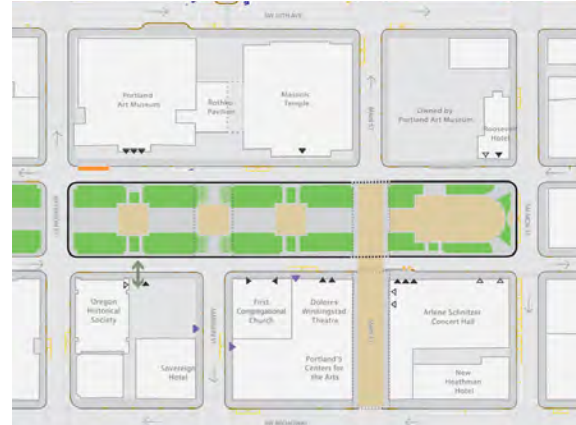 SW 10TH AVE
Portland
Art Museum
Rothko
Pavilion
Masonic
Temple
Owned by
Portland Art Museum
Roosevelt
Hotel
MAIN ST
Oregon
Historical
Society
Sovereign
Hotel
First
Congregational
Church
Dolores
Winningstad
Theatre
Portland's
Centers for
the Arts
Arlene Schnitzer
Concert Hall
New
Heathman
Hotel
SW BROADWAY